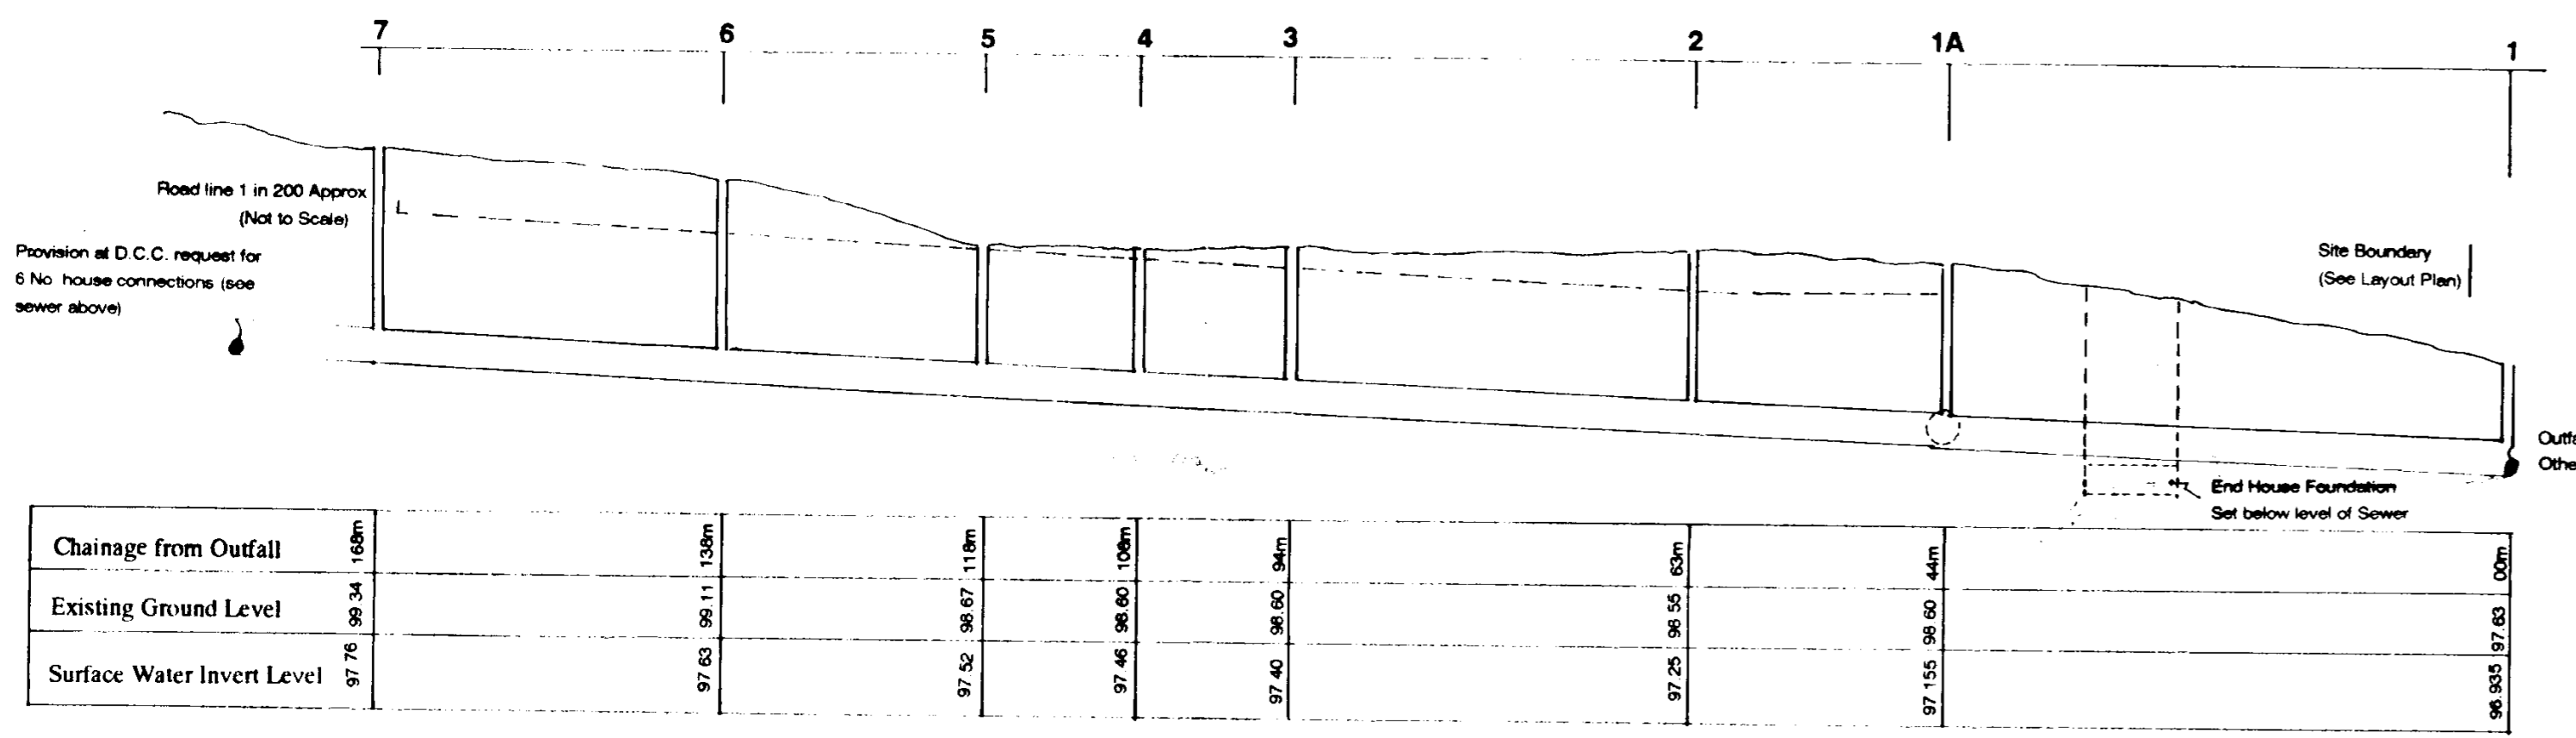 7 6 5 4 3 2 1A 1
Road line 1 in 200 Approx
(Not to Scale)
L
Provision at D.C.C. request for
6 No house connections (see
sewer above)
Site Boundary
(See Layout Plan)
Outfa
Othe
End House Foundation
Set below level of Sewer
Chainage from Outfall 168m 138m 118m 108m 94m 63m 44m 00m
Existing Ground Level 99 34 99.11 98.67 98.60 98.60 98 55 98 60 97.63
Surface Water Invert Level 97 76 97 63 97.52 97.46 97 40 97.25 97 155 96.935